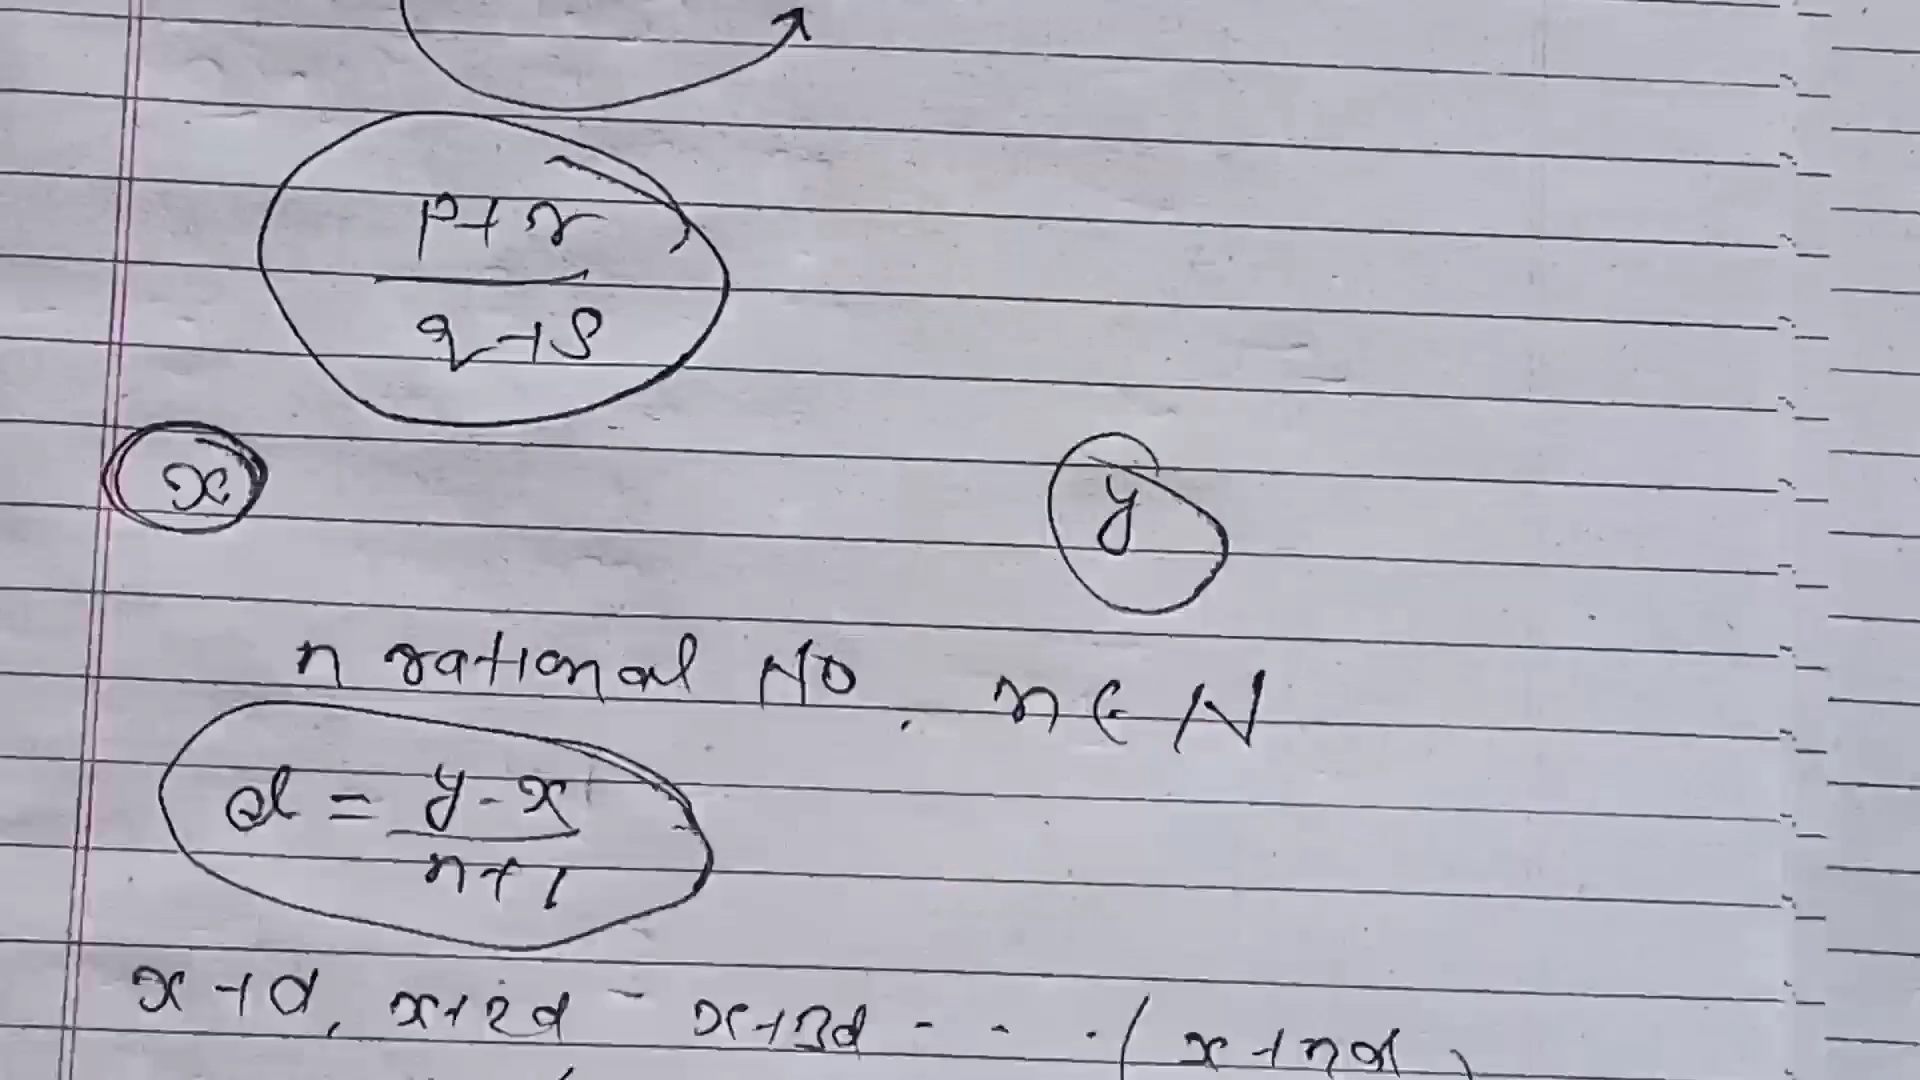 p+r
q+s
x y
n rational No. n ∈ N
d = y-x
n+1
x+d, x+2d - x+3d - - - (x+nd)